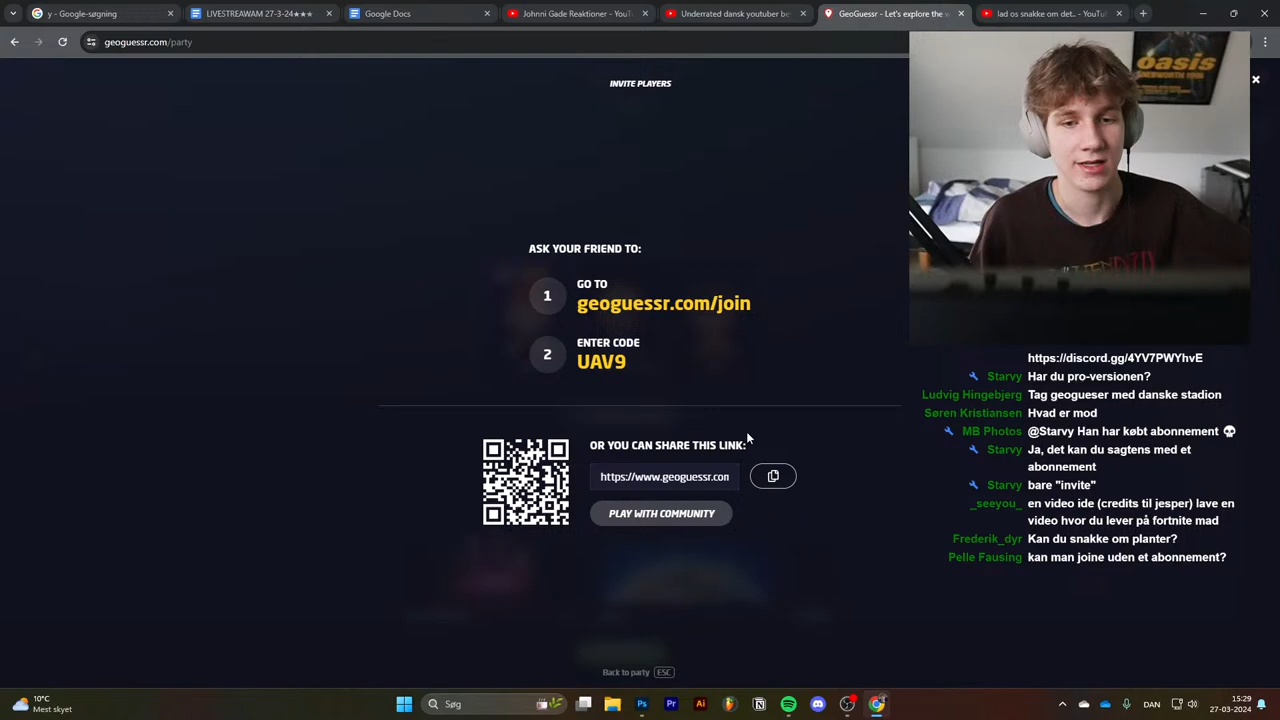 y - Google-søgning
LIVESTREAWAM 27-3-24★★★
Google Docs
Johnni Gade Reaktioner - YouT
Underrated dansk youtuber be
GeoGuessr - Let's explore the w
lad os snakke om det.. - YouTu
geoguessr.com/party
INVITE PLAYERS
oasis
KNEBWORTH 1996
ASK YOUR FRIEND TO:
1
GO TO
geoguessr.com/join
2
ENTER CODE
UAV9
OR YOU CAN SHARE THIS LINK:
https://www.geoguessr.com
PLAY WITH COMMUNITY
Back to party ESC
https://discord.gg/4YV7PWYhvE
Starvy Har du pro-versionen?
Ludvig Hingebjerg Tag geogueser med danske stadion
Søren Kristiansen Hvad er mod
MB Photos @Starvy Han har købt abonnement 💀
Starvy Ja, det kan du sagtens med et
abonnement
Starvy bare "invite"
_seeyou_ en video ide (credits til jesper) lave en
video hvor du lever på fortnite mad
Frederik_dyr Kan du snakke om planter?
Pelle Fausing kan man joine uden et abonnement?
10°C
Mest skyet
Søg
DAN
15:29
27-03-2024